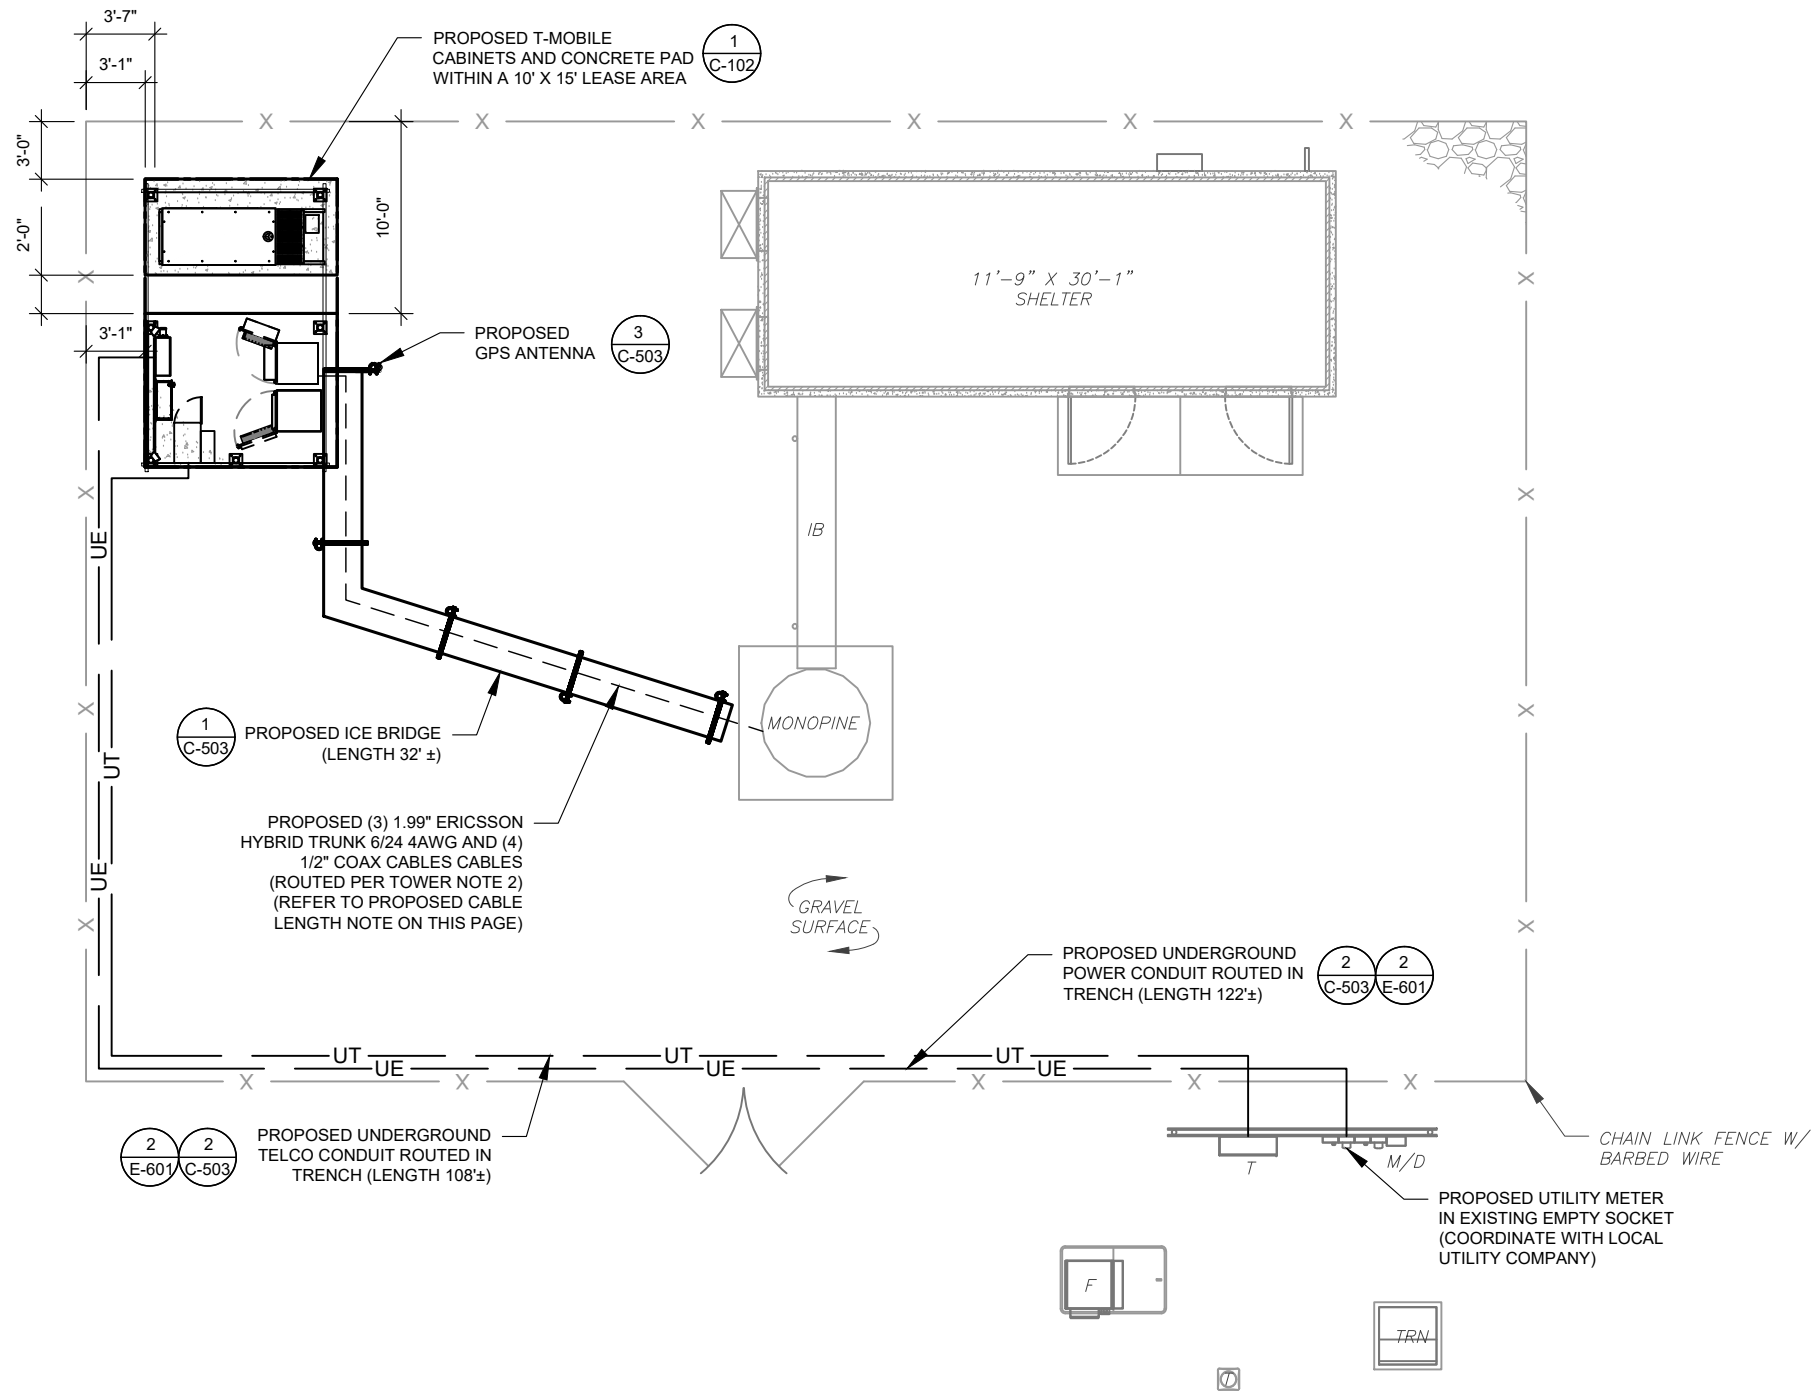 3'-7"
3'-1"
PROPOSED T-MOBILE
CABINETS AND CONCRETE PAD
WITHIN A 10' X 15' LEASE AREA
1
C-102
X X X X X X
3'-0"
2'-0"
10'-0"
X
3'-1"
PROPOSED
GPS ANTENNA
3
C-503
11'-9" X 30'-1"
SHELTER
X
X
UE
X
IB
X
X
UT
UE
X
1
C-503
PROPOSED ICE BRIDGE
(LENGTH 32' ±)
MONOPINE
X
PROPOSED (3) 1.99" ERICSSON
HYBRID TRUNK 6/24 4AWG AND (4)
1/2" COAX CABLES CABLES
(ROUTED PER TOWER NOTE 2)
(REFER TO PROPOSED CABLE
LENGTH NOTE ON THIS PAGE)
GRAVEL
SURFACE
X
PROPOSED UNDERGROUND
POWER CONDUIT ROUTED IN
TRENCH (LENGTH 122'±)
2
C-503
2
E-601
UT UT UT
UE UE UE
X X X X X
2
E-601
2
C-503
PROPOSED UNDERGROUND
TELCO CONDUIT ROUTED IN
TRENCH (LENGTH 108'±)
T
M/D
CHAIN LINK FENCE W/
BARBED WIRE
PROPOSED UTILITY METER
IN EXISTING EMPTY SOCKET
(COORDINATE WITH LOCAL
UTILITY COMPANY)
F
TRN
T